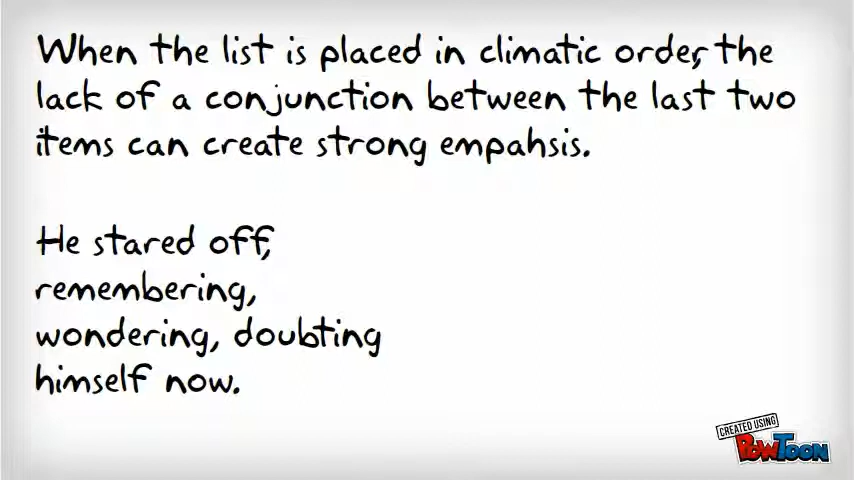 When the list is placed in climatic order, the
lack of a conjunction between the last two
items can create strong empahsis.
He stared off,
remembering,
wondering, doubting
himself now.
CREATED USING
POWTOON